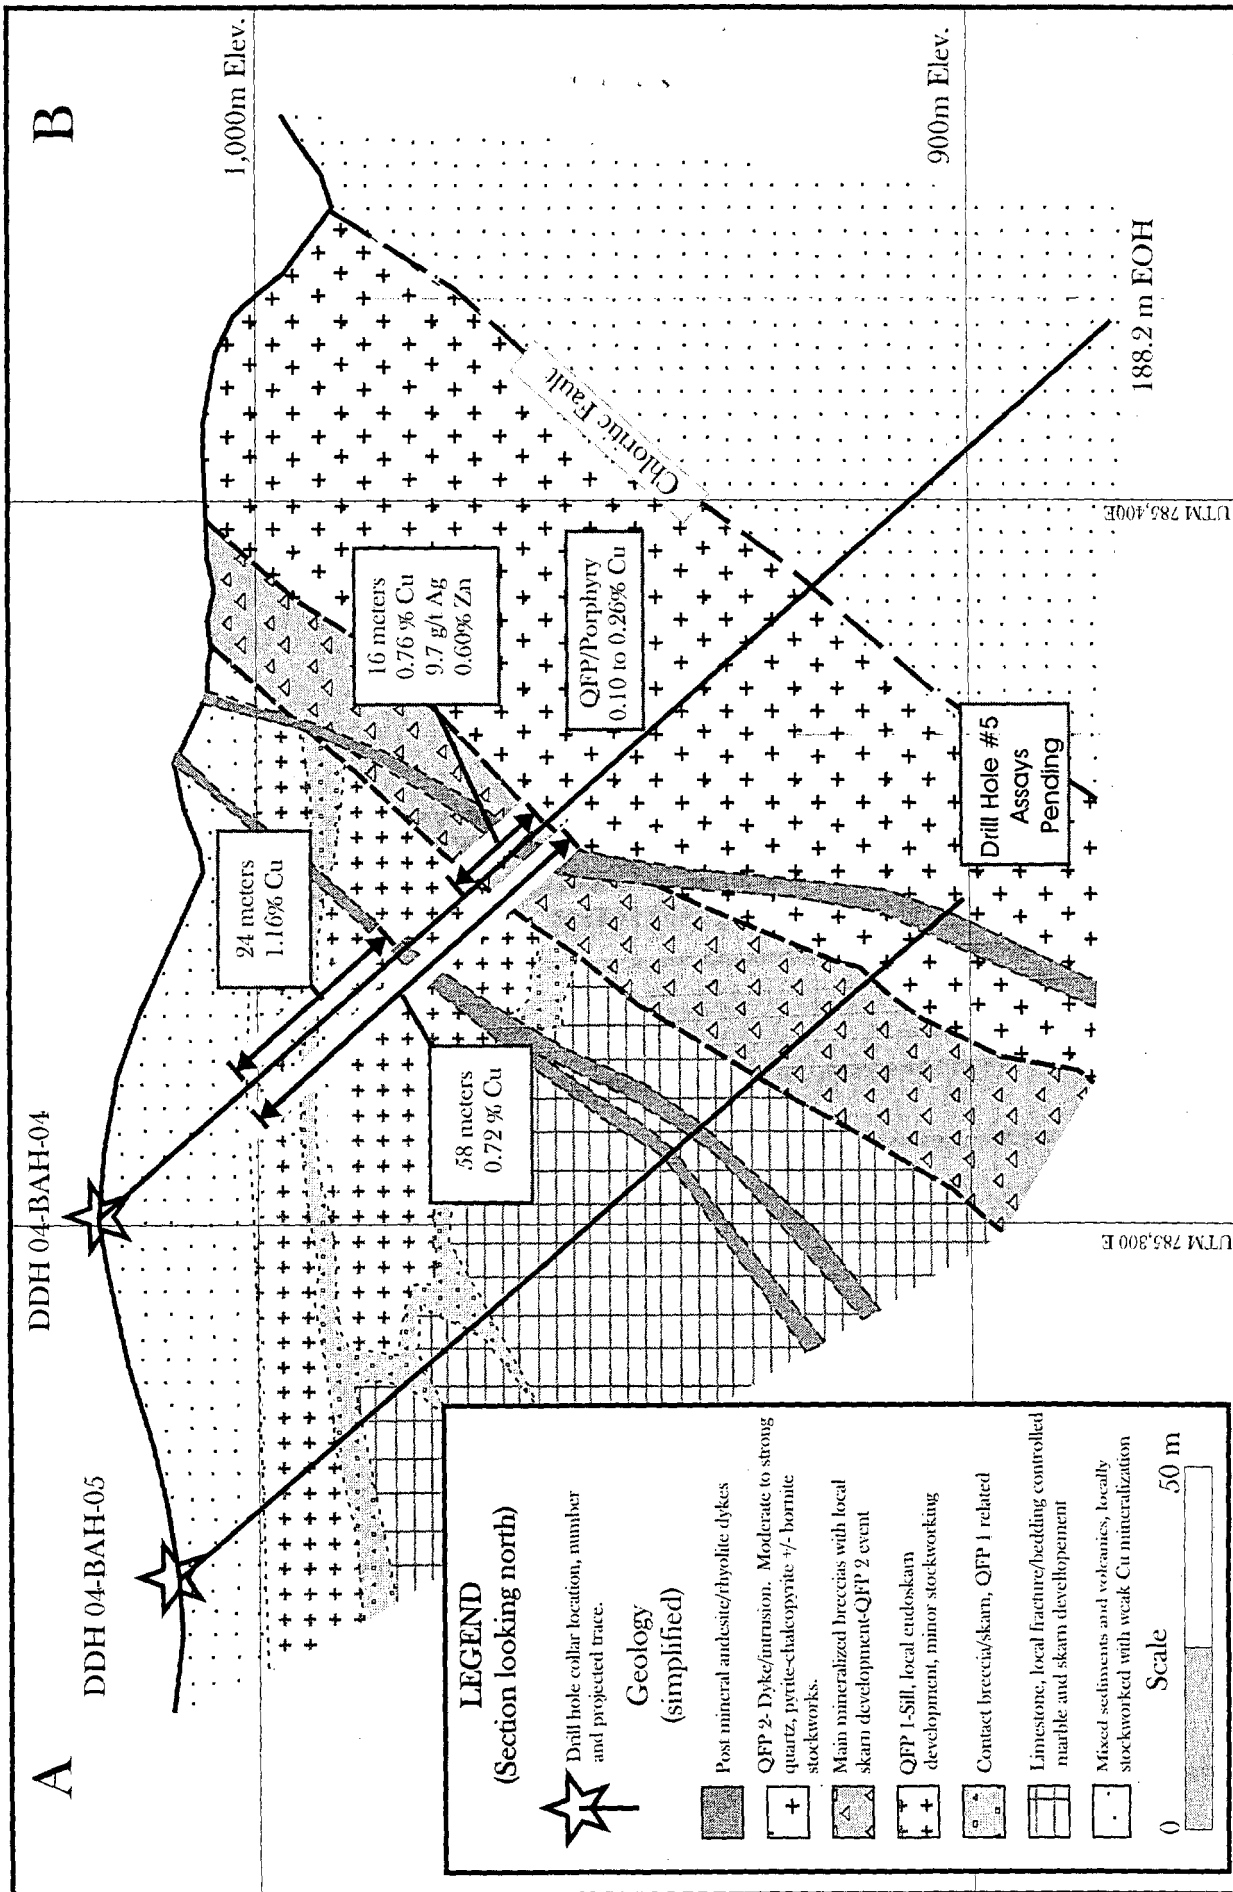 A
B
DDH 04-BAH-05
DDH 04-BAH-04
1,000m Elev.
900m Elev.
24 meters
1.16% Cu
16 meters
0.76 % Cu
9.7 g/t Ag
0.60% Zn
58 meters
0.72 % Cu
QFP/Porphyry
0.10 to 0.26% Cu
Chloritic Fault
Drill Hole #5
Assays
Pending
188.2 m EOH
UTM 785,300 E
UTM 785,400E
LEGEND
(Section looking north)
Drill hole collar location, number
and projected trace.
Geology
(simplified)
Post mineral andesite/rhyolite dykes
QFP 2- Dyke/intrusion. Moderate to strong
quartz, pyrite-chalcopyrite +/- bornite
stockworks.
Main mineralized breccias with local
skarn development-QFP 2 event
QFP 1-Sill, local endoskarn
development, minor stockworking
Contact breccia/skarn, QFP 1 related
Limestone, local fracture/bedding controlled
marble and skarn developement
Mixed sediments and volcanics, locally
stockworked with weak Cu mineralization
Scale
0
50 m